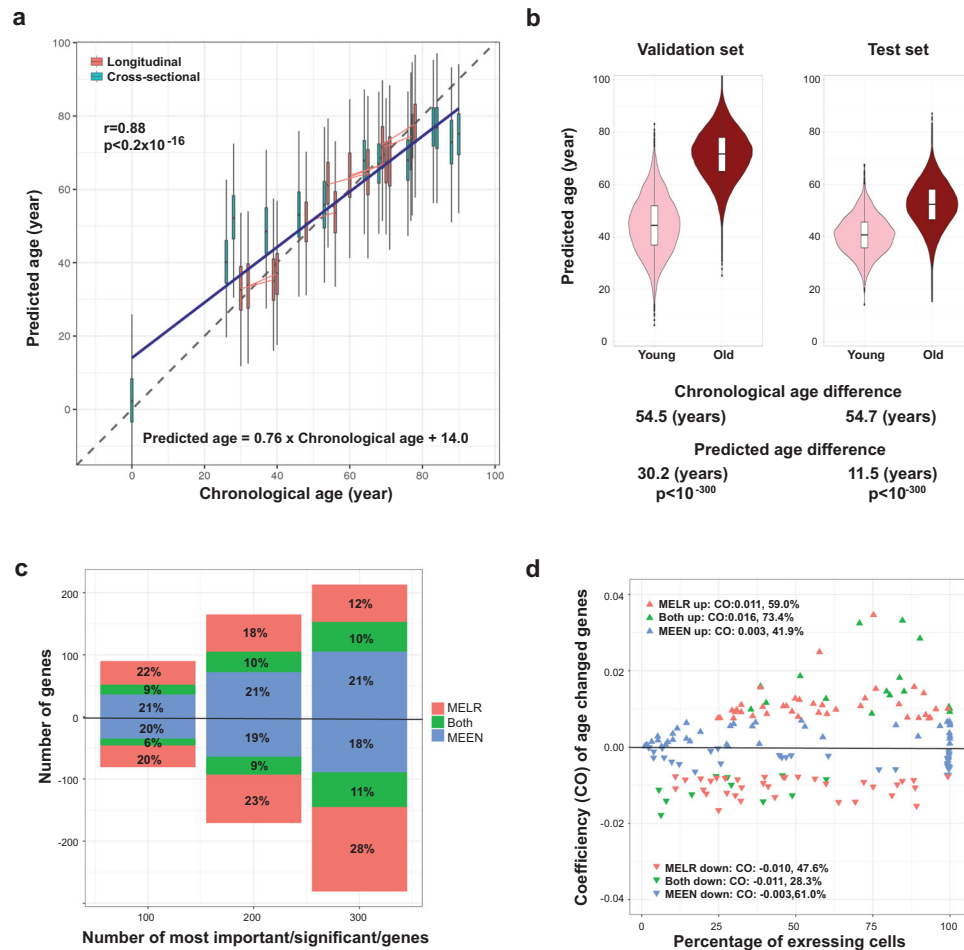 a
100
80
60
40
20
0
Predicted age (year)
Longitudinal
Cross-sectional
r=0.88
p<0.2x10-16
Predicted age = 0.76 x Chronological age + 14.0
0 20 40 60 80 100
Chronological age (year)
b
Validation set Test set
Predicted age (year)
100 100
80 80
60 60
40 40
20 20
0 0
Young Old Young Old
Chronological age difference
54.5 (years) 54.7 (years)
Predicted age difference
30.2 (years) 11.5 (years)
p<10-300 p<10-300
c
Number of genes
200
100
0
-100
-200
22%
9%
21%
20%
6%
20%
18%
10%
21%
19%
9%
23%
12%
10%
21%
18%
11%
28%
MELR
Both
MEEN
100 200 300
Number of most important/significant/genes
d
Coefficiency (CO) of age changed genes
0.04
0.02
0.00
-0.02
-0.04
MELR up: CO:0.011, 59.0%
Both up: CO:0.016, 73.4%
MEEN up: CO: 0.003, 41.9%
MELR down: CO: -0.010, 47.6%
Both down: CO: -0.011, 28.3%
MEEN down: CO: -0.003,61.0%
0 25 50 75 100
Percentage of exressing cells